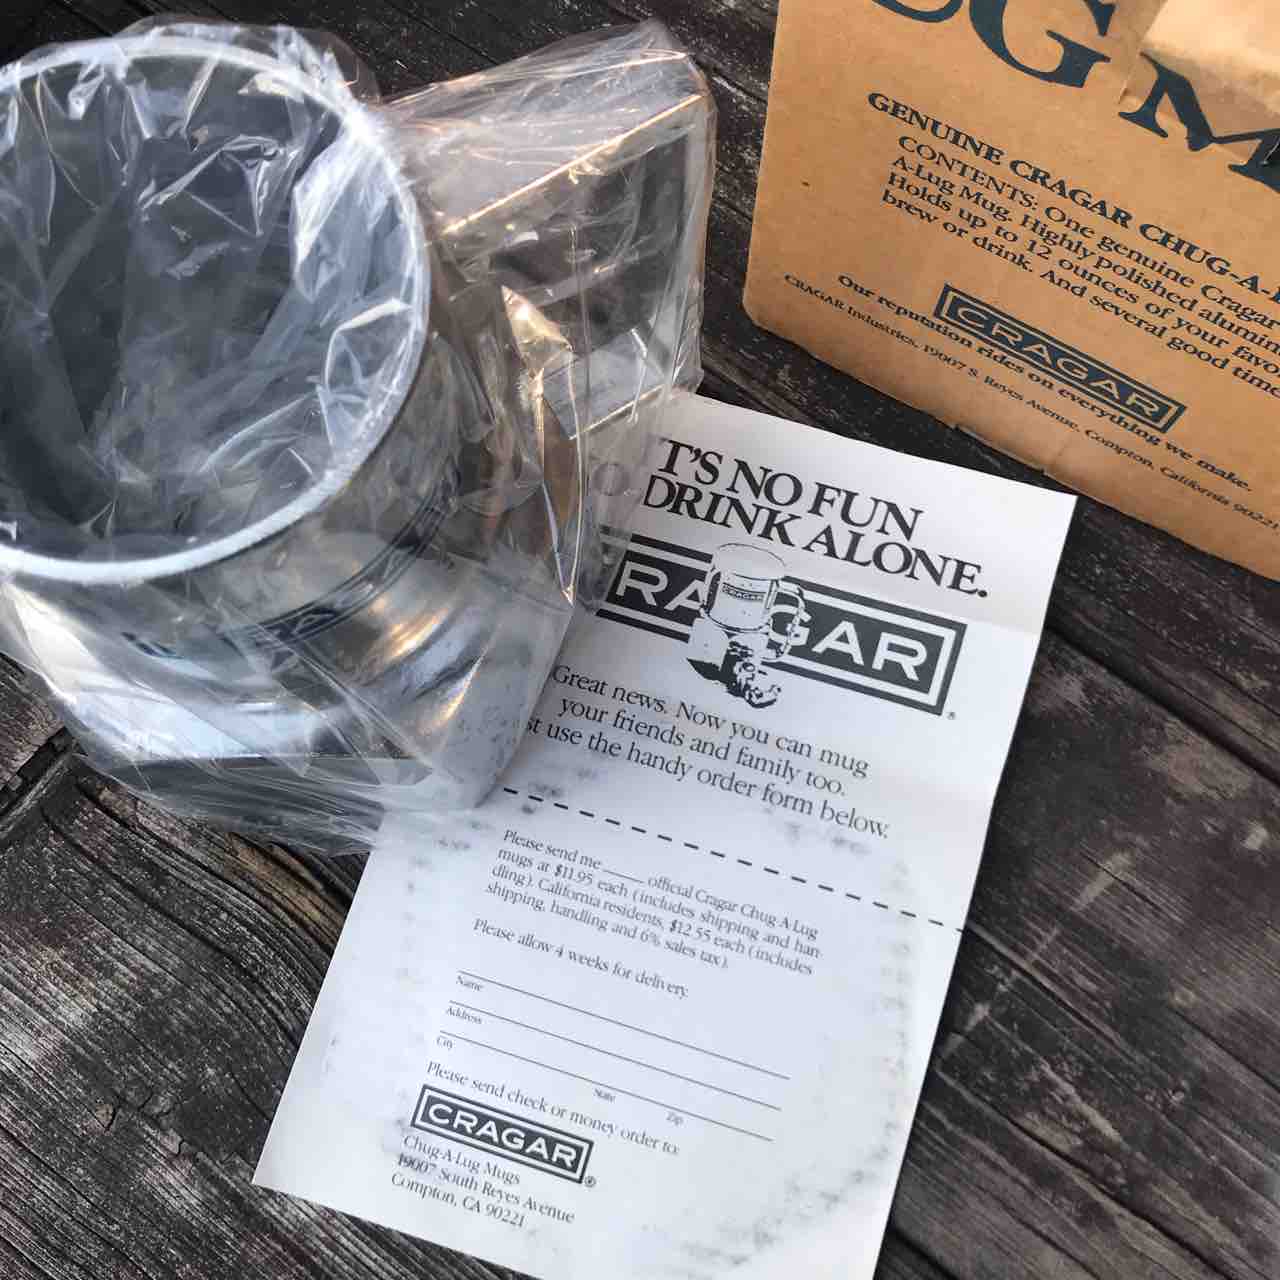 UG M
GENUINE CRAGAR CHUG-A-
CONTENTS: One genuine Cragar
A-Lug Mug. Highly polished alumin
Holds up to 12 ounces of your favo
brew or drink. And several good time
CRAGAR
Our reputation rides on everything we make.
CRAGAR Industries, 19007 S. Reyes Avenue, Compton, California 90221
T'S NO FUN
DRINK ALONE.
CRAGAR
RAGAR®
Great news. Now you can mug
your friends and family too.
st use the handy order form below.
Please send me ____ official Cragar Chug-A-Lug
mugs at $11.95 each (includes shipping and han-
dling). California residents, $12.55 each (includes
shipping, handling and 6% sales tax).
Please allow 4 weeks for delivery.
Name
Address
City State Zip
Please send check or money order to:
CRAGAR®
Chug-A-Lug Mugs
19007 South Reyes Avenue
Compton, CA 90221